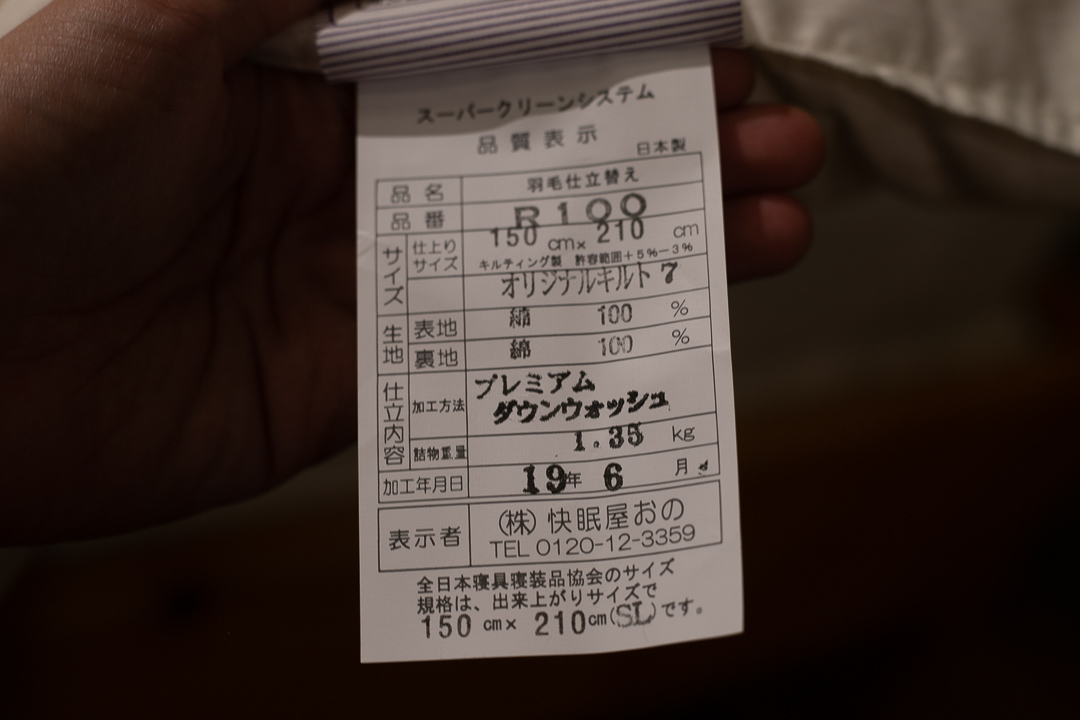 スーパークリーンシステム
品質表示
日本製
品名 羽毛仕立替え
品番 R100
サイズ 仕上りサイズ 150 cm× 210 cm
キルティング製 許容範囲+5%-3%
オリジナルキルト 7
生地 表地 綿 100 %
裏地 綿 100 %
仕立内容 加工方法 プレミアム
ダウンウォッシュ
詰物重量 1.35 kg
加工年月日 19年 6 月
表示者 (株)快眠屋おの
TEL 0120-12-3359
全日本寝具寝装品協会のサイズ
規格は、出来上がりサイズで
150 cm× 210cm(SL)です。